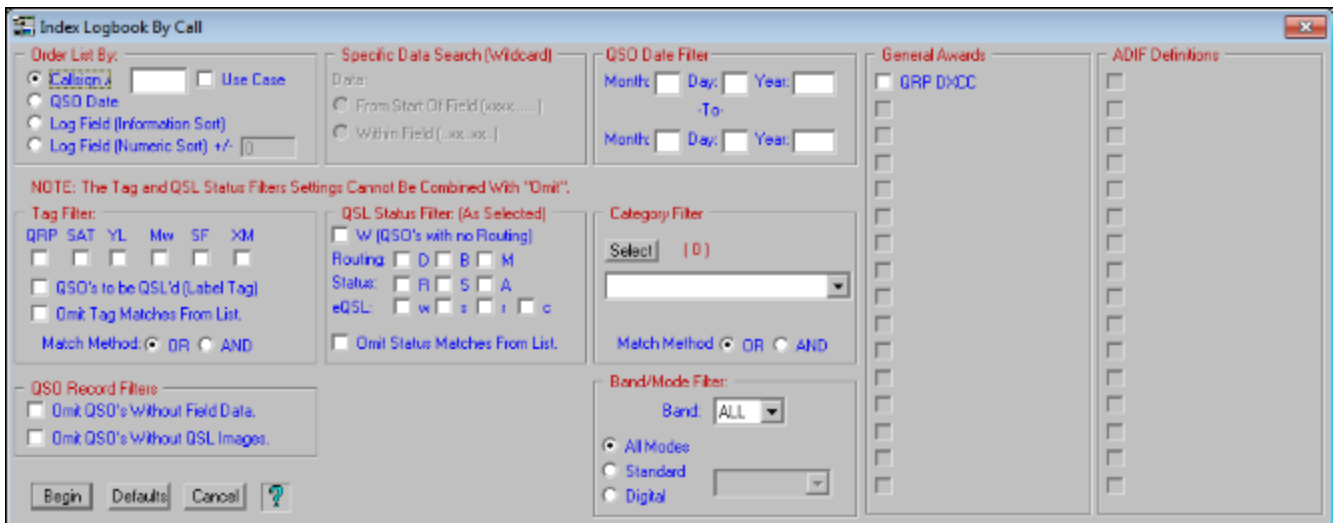 Index Logbook By Call
Order List By:
Callsign
Use Case
QSO Date
Log Field (Information Sort)
Log Field (Numeric Sort) +/- 0
Specific Data Search (Wildcard)
Data:
From Start Of Field (xxxx......)
Within Field (..xx..xx..)
QSO Date Filter
Month: Day: Year:
-To-
Month: Day: Year:
General Awards
QRP DXCC
ADIF Definitions
NOTE: The Tag and QSL Status Filters Settings Cannot Be Combined With "Omit".
Tag Filter:
QRP SAT YL Mw SF XM
QSO's to be QSL'd (Label Tag)
Omit Tag Matches From List.
Match Method: OR AND
QSL Status Filter: (As Selected)
W (QSO's with no Routing)
Routing: D B M
Status: R S A
eQSL: w s r c
Omit Status Matches From List.
Category Filter
Select ( 0 )
Match Method OR AND
QSO Record Filters
Omit QSO's Without Field Data.
Omit QSO's Without QSL Images.
Band/Mode Filter:
Band: ALL
All Modes
Standard
Digital
Begin Defaults Cancel ?